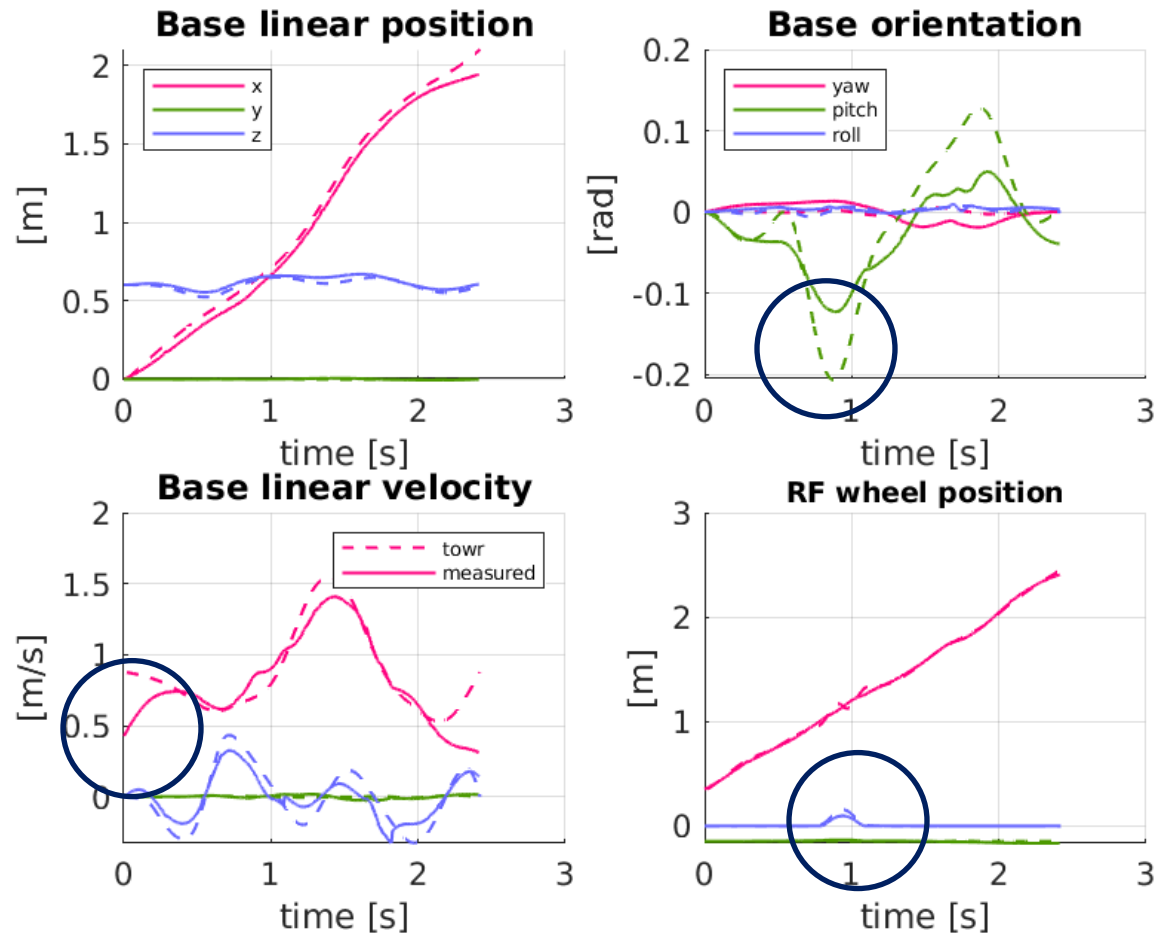 Base linear position
2
1.5
1
0.5
0
[m]
x
y
z
0
1
2
3
time [s]
Base orientation
0.2
0.1
0
-0.1
-0.2
[rad]
yaw
pitch
roll
0
1
2
3
time [s]
Base linear velocity
2
1.5
1
0.5
0
[m/s]
towr
measured
0
1
2
3
time [s]
RF wheel position
3
2
1
0
[m]
0
1
2
3
time [s]